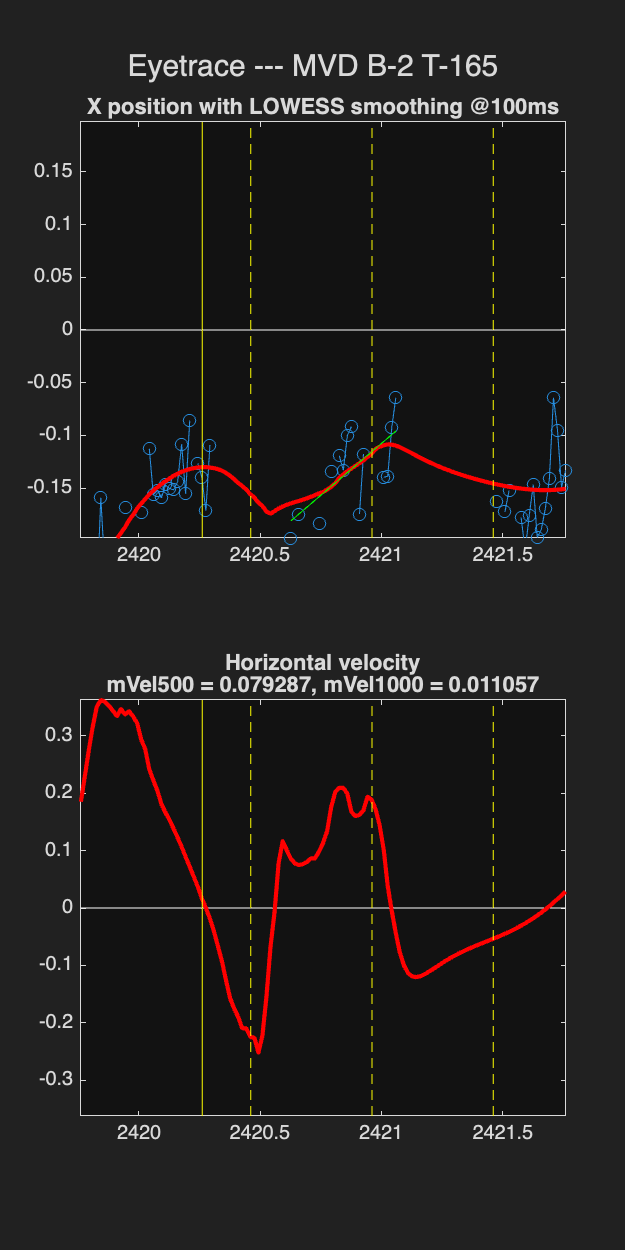 Eyetrace --- MVD B-2 T-165
X position with LOWESS smoothing @100ms
0.15
0.1
0.05
0
-0.05
-0.1
-0.15
2420 2420.5 2421 2421.5
Horizontal velocity
mVel500 = 0.079287, mVel1000 = 0.011057
0.3
0.2
0.1
0
-0.1
-0.2
-0.3
2420 2420.5 2421 2421.5